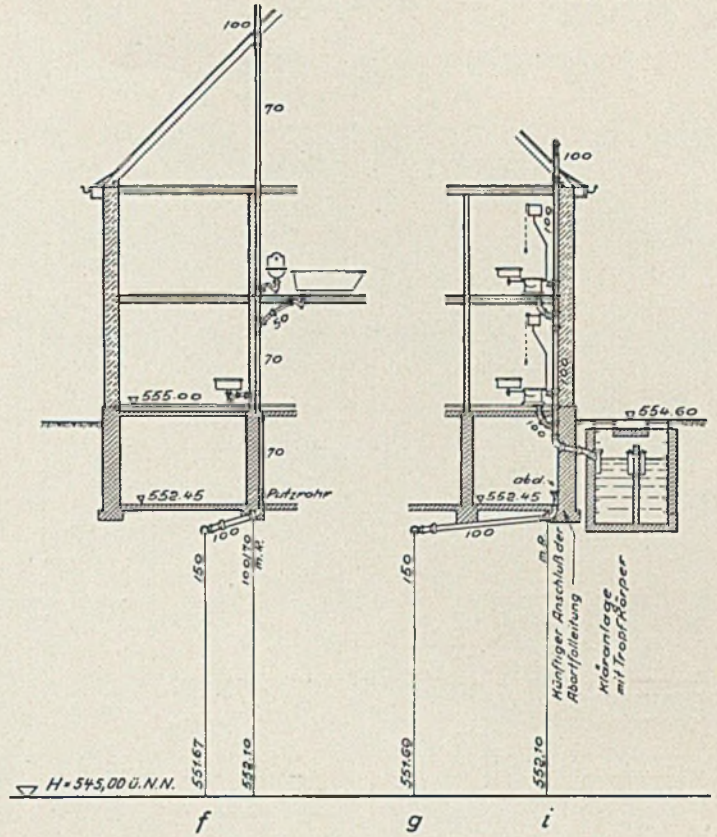 100
70
100
100
50
70
100
555.00
554.60
100
70
abd.
552.45
Putzrohr
552.45
100
100
150
100/70
m.R.
150
m.R.
Künftiger Anschluß der
Abortfalleitung
Kläranlage
mit Tropfkörper
551.67
552.10
551.60
552.10
H=545,00 ü.N.N.
f
g
i